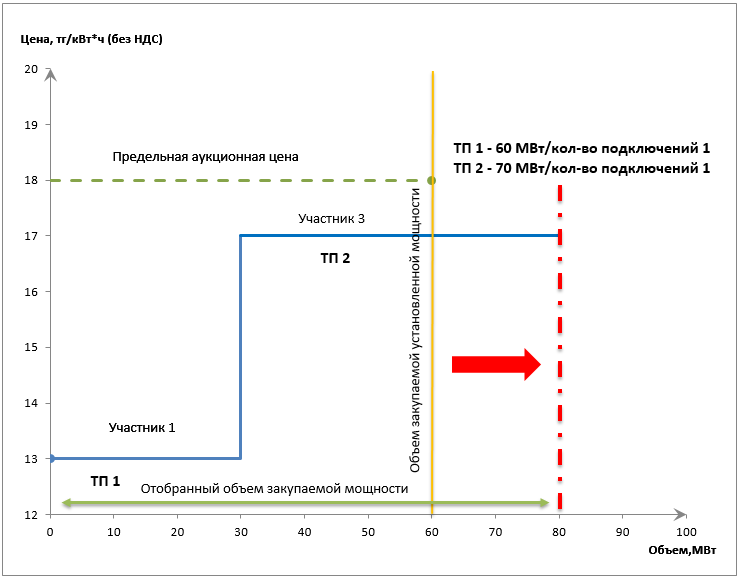 Цена, тг/кВт*ч (без НДС)
20
19
18
17
16
15
14
13
12
Предельная аукционная цена
ТП 1 - 60 МВт/кол-во подключений 1
ТП 2 - 70 МВт/кол-во подключений 1
Участник 3
ТП 2
Объем закупаемой установленной мощности
Участник 1
ТП 1
Отобранный объем закупаемой мощности
0
10
20
30
40
50
60
70
80
90
100
Объем,МВт